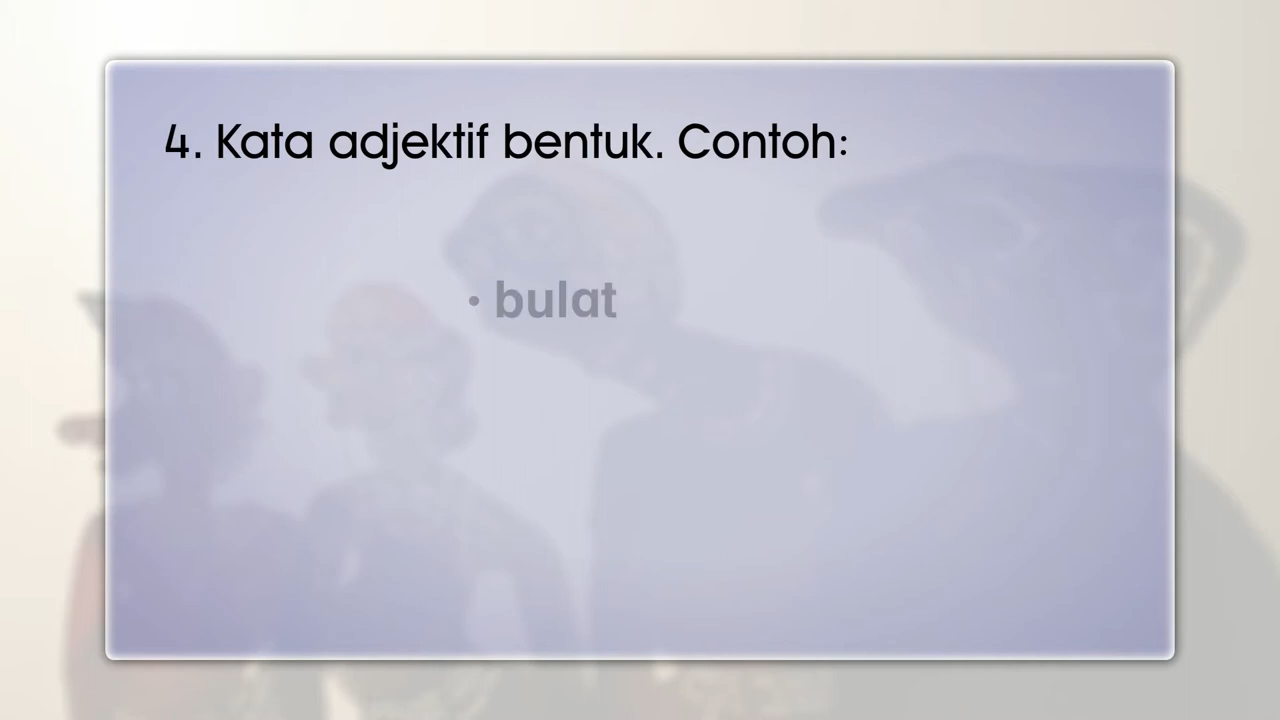 4. Kata adjektif bentuk. Contoh:
• bulat